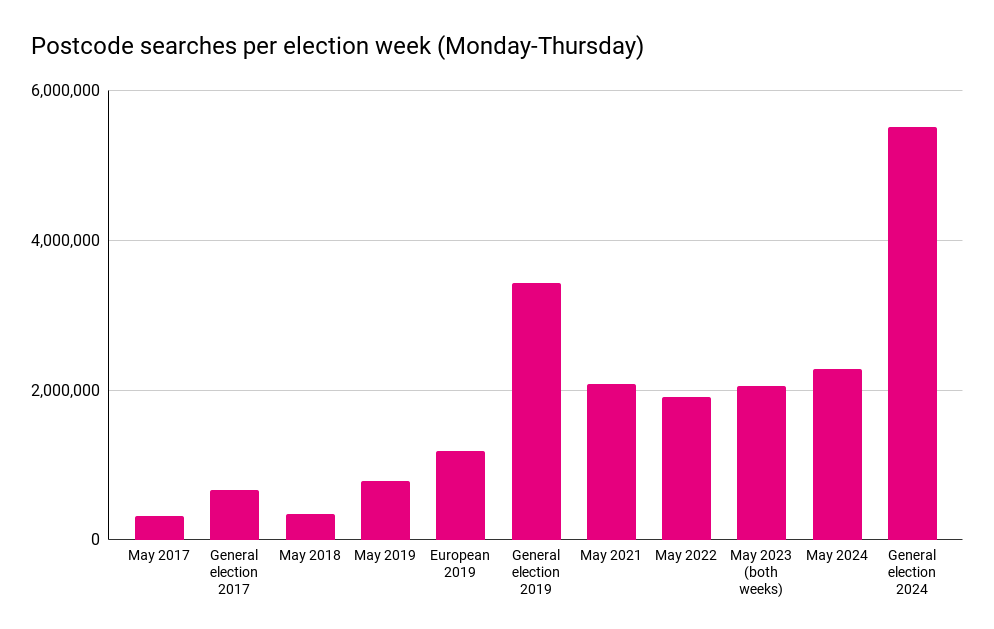 Postcode searches per election week (Monday-Thursday)
6,000,000
4,000,000
2,000,000
0
May 2017
General
election
2017
May 2018
May 2019
European
2019
General
election
2019
May 2021
May 2022
May 2023
(both
weeks)
May 2024
General
election
2024